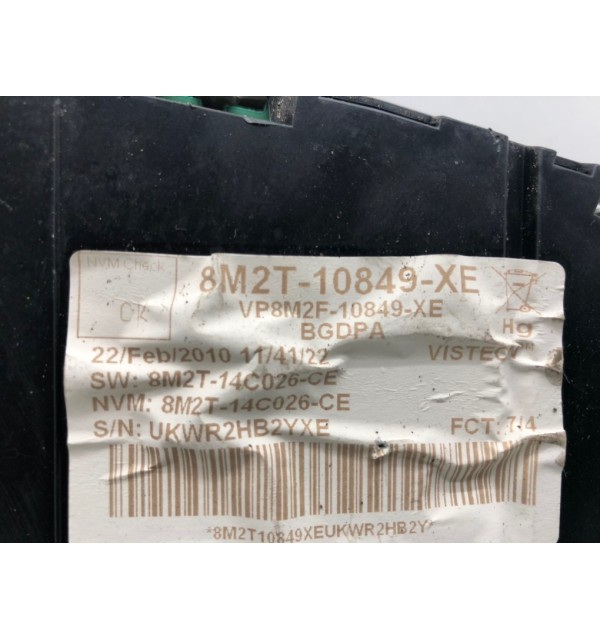 NVM Check
OK
8M2T-10849-XE
VP8M2F-10849-XE
BGDPA
Hg
22/Feb/2010 11/41/22
VISTEON
SW: 8M2T-14C026-CE
NVM: 8M2T-14C026-CE
S/N: UKWR2HB2YXE
FCT: 7/4
*8M2T10849XEUKWR2HB2Y*